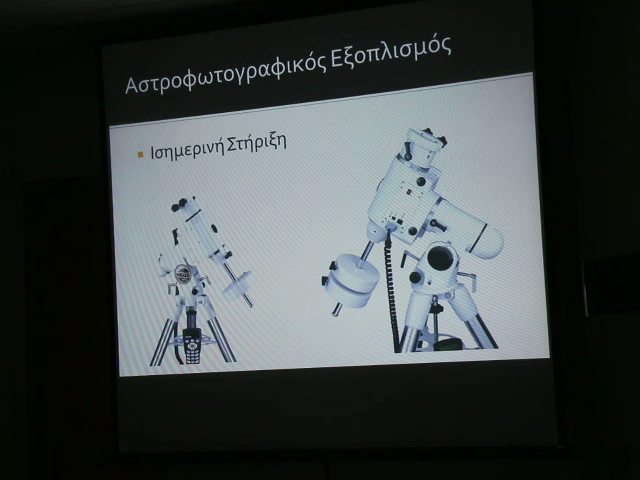 Αστροφωτογραφικός Εξοπλισμός
Ισημερινή Στήριξη